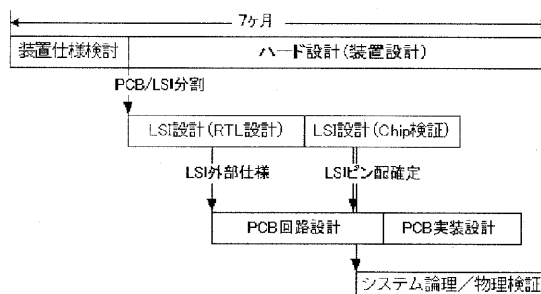 7ヶ月
装置仕様検討 ハード設計(装置設計)
PCB/LSI分割
LSI設計(RTL設計) LSI設計(Chip検証)
LSI外部仕様 LSIピン配確定
PCB回路設計 PCB実装設計
システム論理/物理検証